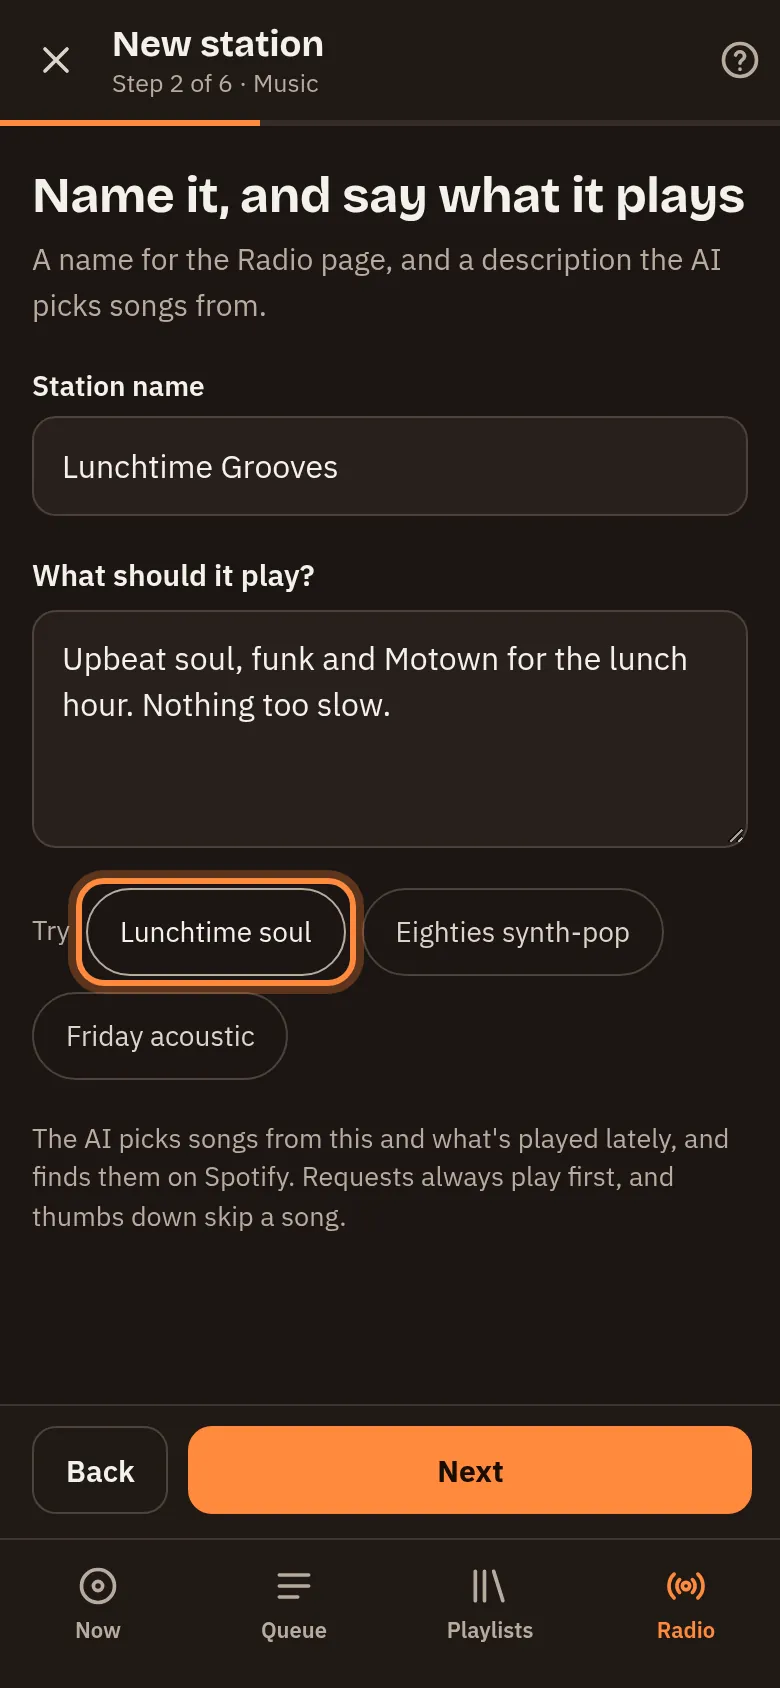 New station
Step 2 of 6 · Music
Name it, and say what it plays
A name for the Radio page, and a description the AI
picks songs from.
Station name
Lunchtime Grooves
What should it play?
Upbeat soul, funk and Motown for the lunch
hour. Nothing too slow.
Try
Lunchtime soul
Eighties synth-pop
Friday acoustic
The AI picks songs from this and what's played lately, and
finds them on Spotify. Requests always play first, and
thumbs down skip a song.
Back
Next
Now
Queue
Playlists
Radio